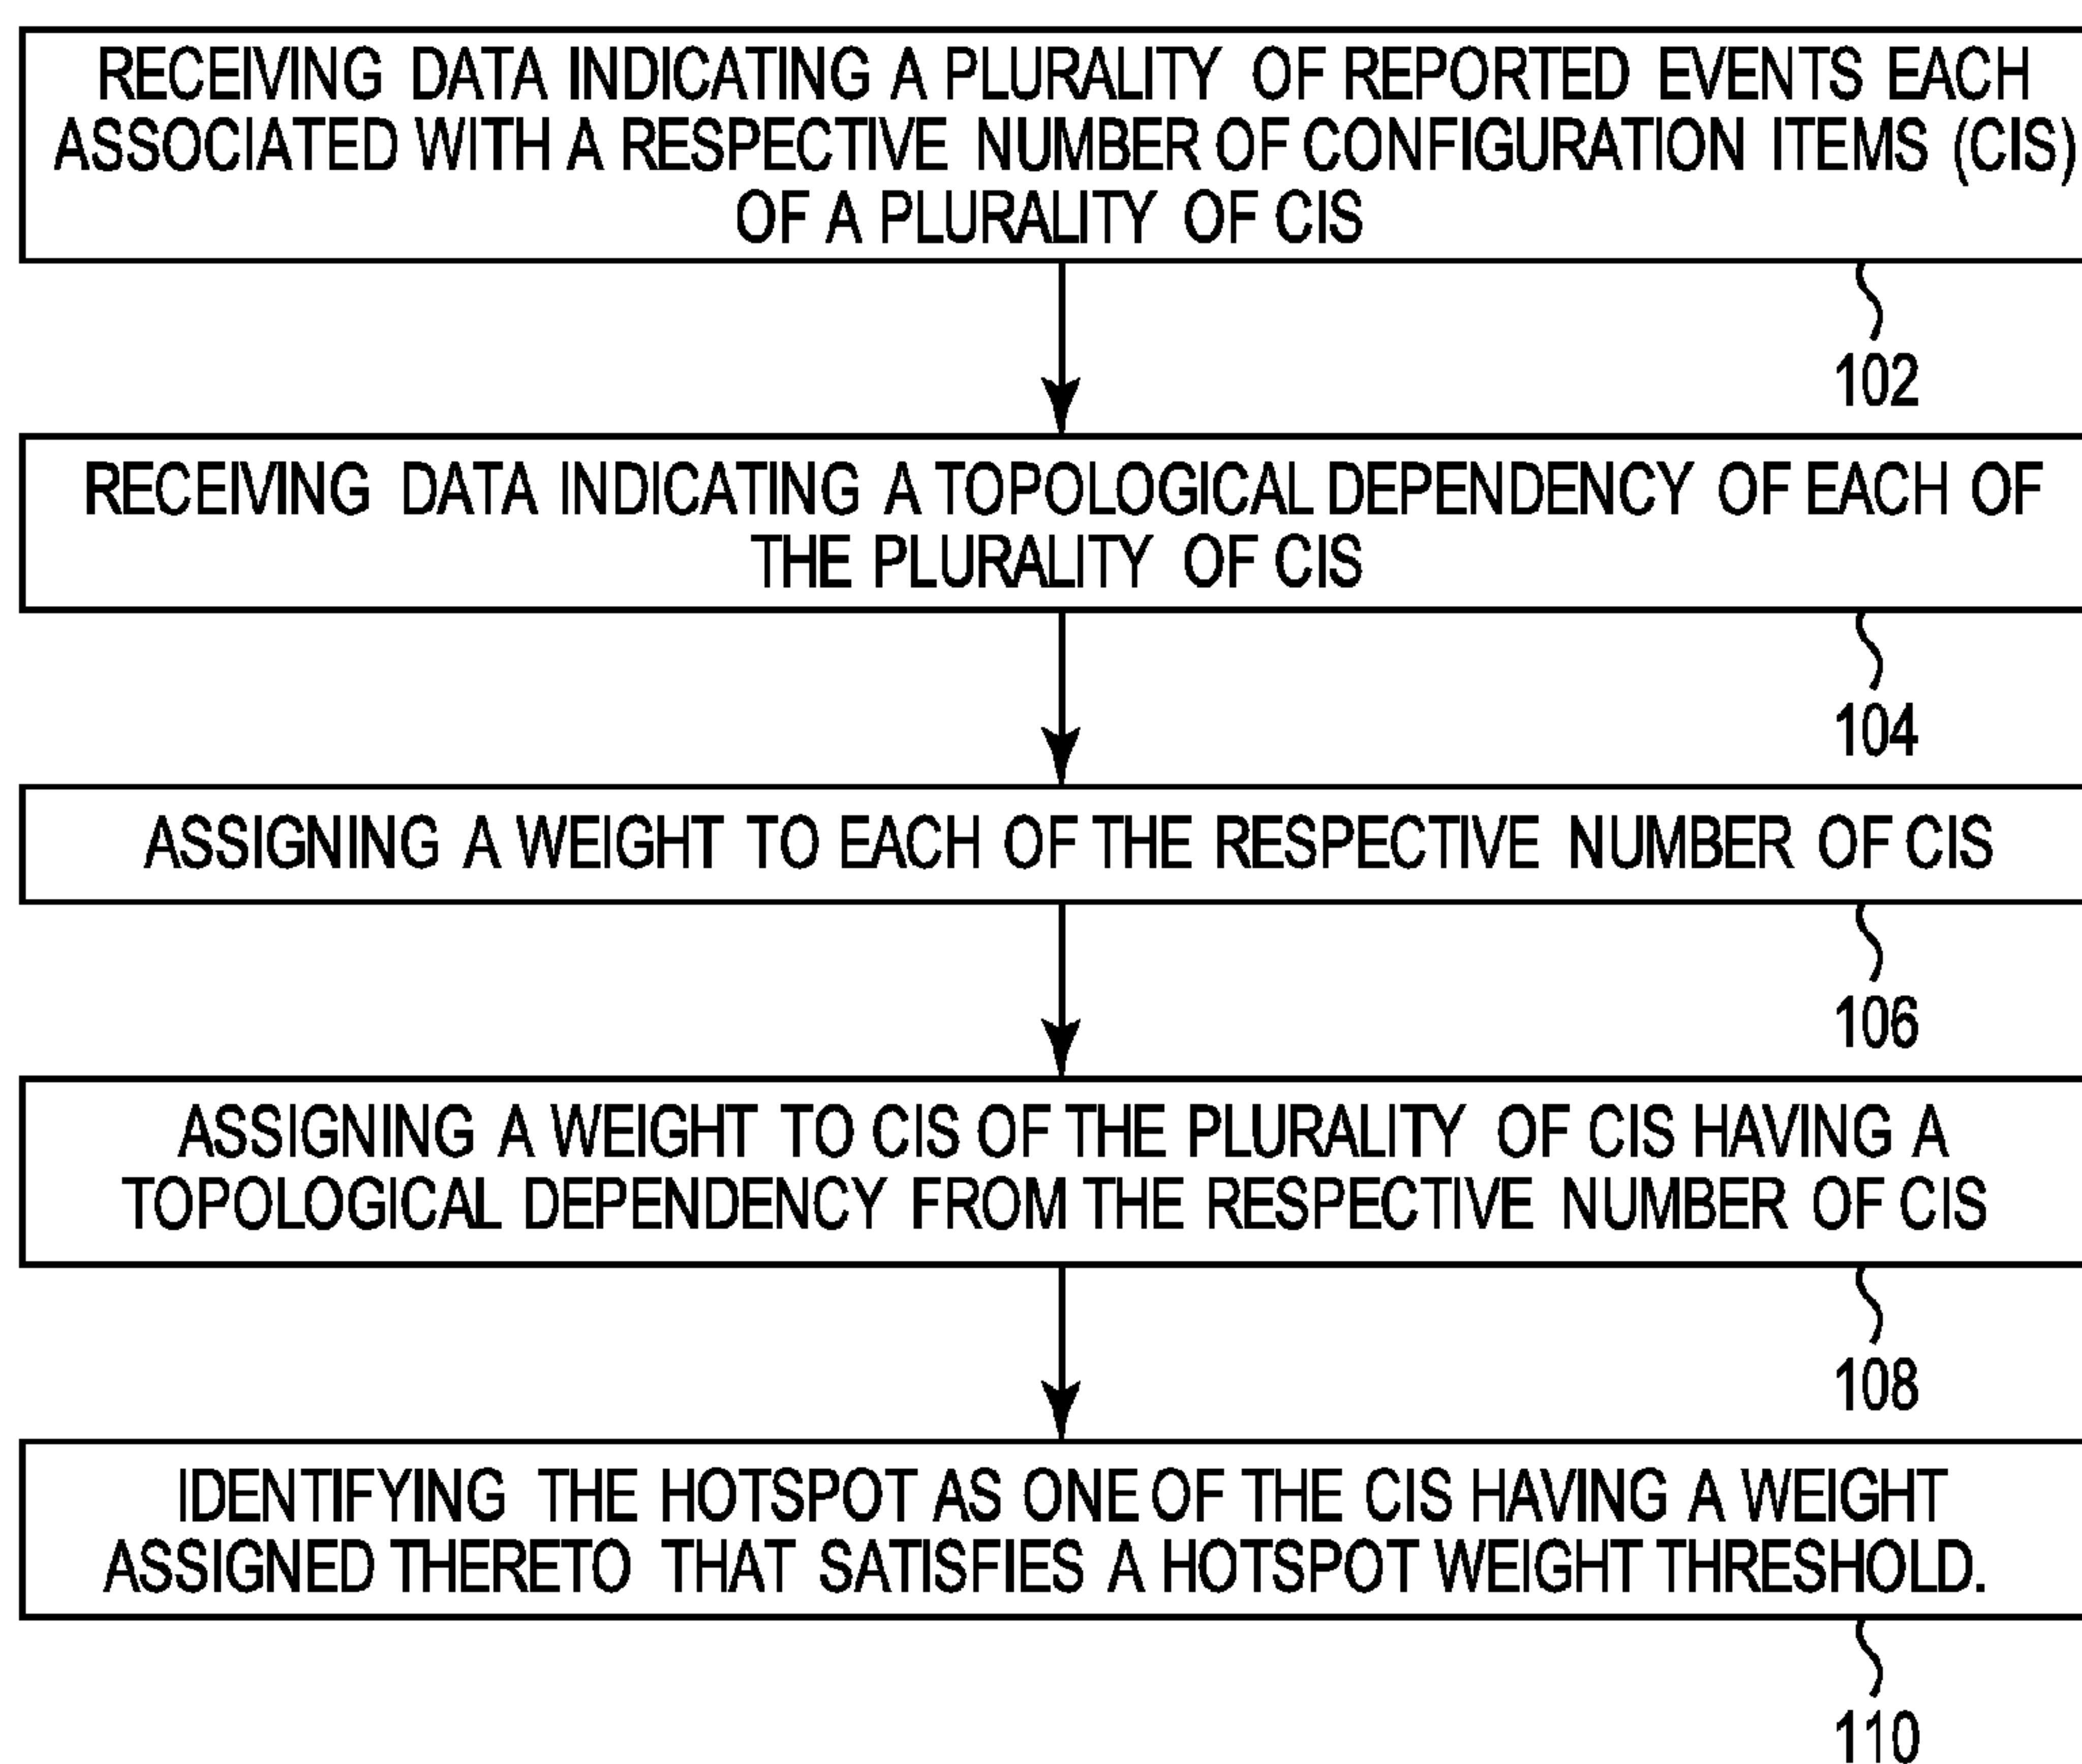 RECEIVING DATA INDICATING A PLURALITY OF REPORTED EVENTS EACH
ASSOCIATED WITH A RESPECTIVE NUMBER OF CONFIGURATION ITEMS (CIS)
OF A PLURALITY OF CIS
102
RECEIVING DATA INDICATING A TOPOLOGICAL DEPENDENCY OF EACH OF
THE PLURALITY OF CIS
104
ASSIGNING A WEIGHT TO EACH OF THE RESPECTIVE NUMBER OF CIS
106
ASSIGNING A WEIGHT TO CIS OF THE PLURALITY OF CIS HAVING A
TOPOLOGICAL DEPENDENCY FROM THE RESPECTIVE NUMBER OF CIS
108
IDENTIFYING THE HOTSPOT AS ONE OF THE CIS HAVING A WEIGHT
ASSIGNED THERETO THAT SATISFIES A HOTSPOT WEIGHT THRESHOLD.
110